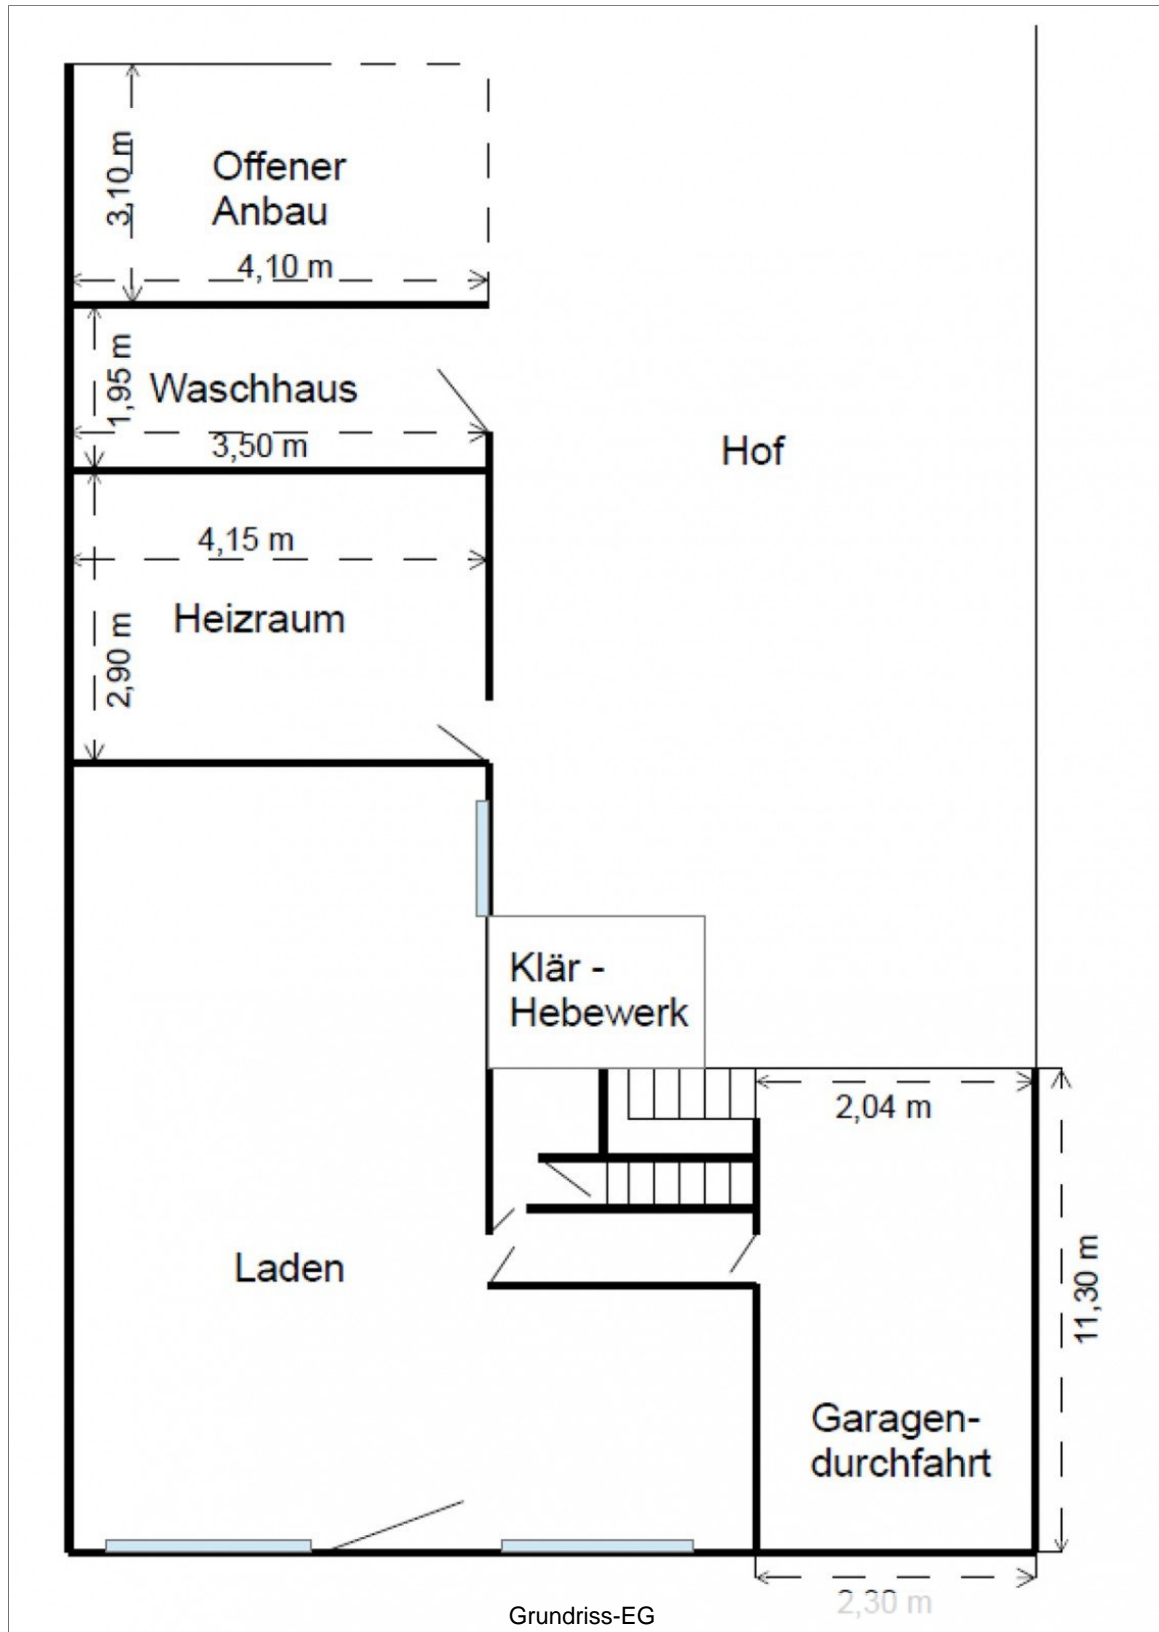 3,10 m
Offener
Anbau
4,10 m
1,95 m
Waschhaus
3,50 m
Hof
4,15 m
Heizraum
2,90 m
Klär -
Hebewerk
2,04 m
Laden
11,30 m
Garagen-
durchfahrt
2,30 m
Grundriss-EG